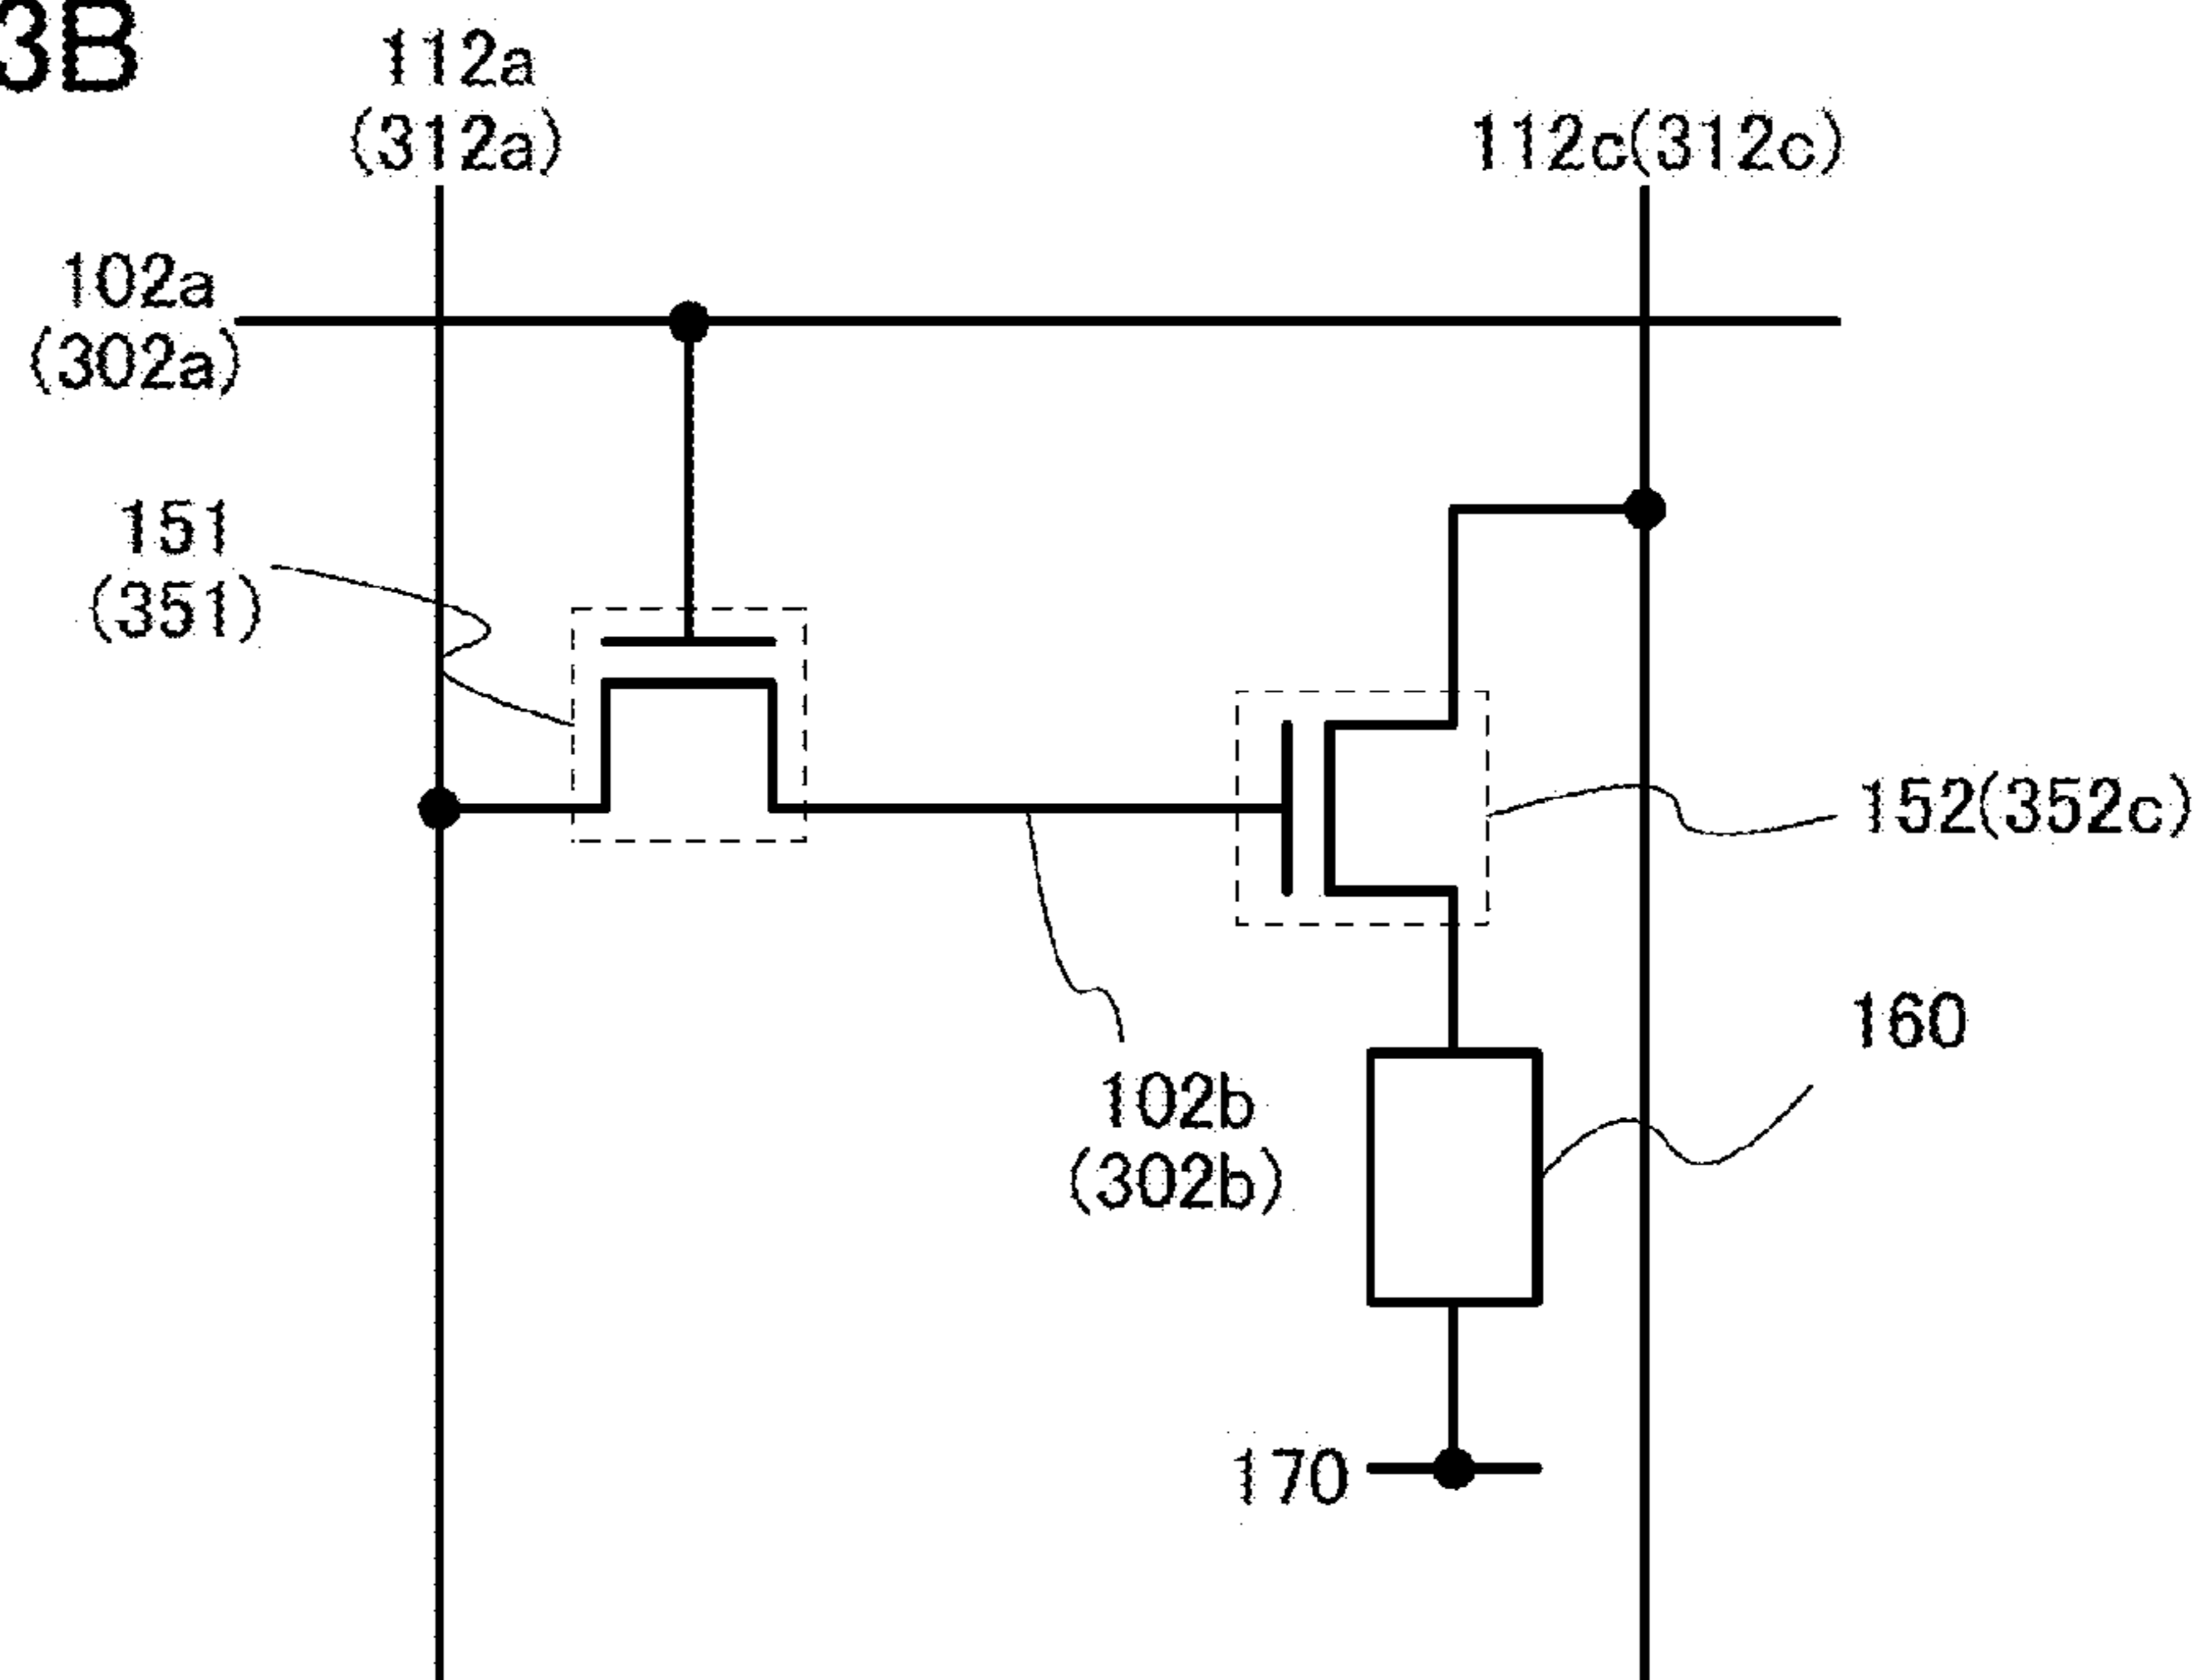 3B
112a
(312a)
112c(312c)
102a
(302a)
151
(351)
152(352c)
160
102b
(302b)
170